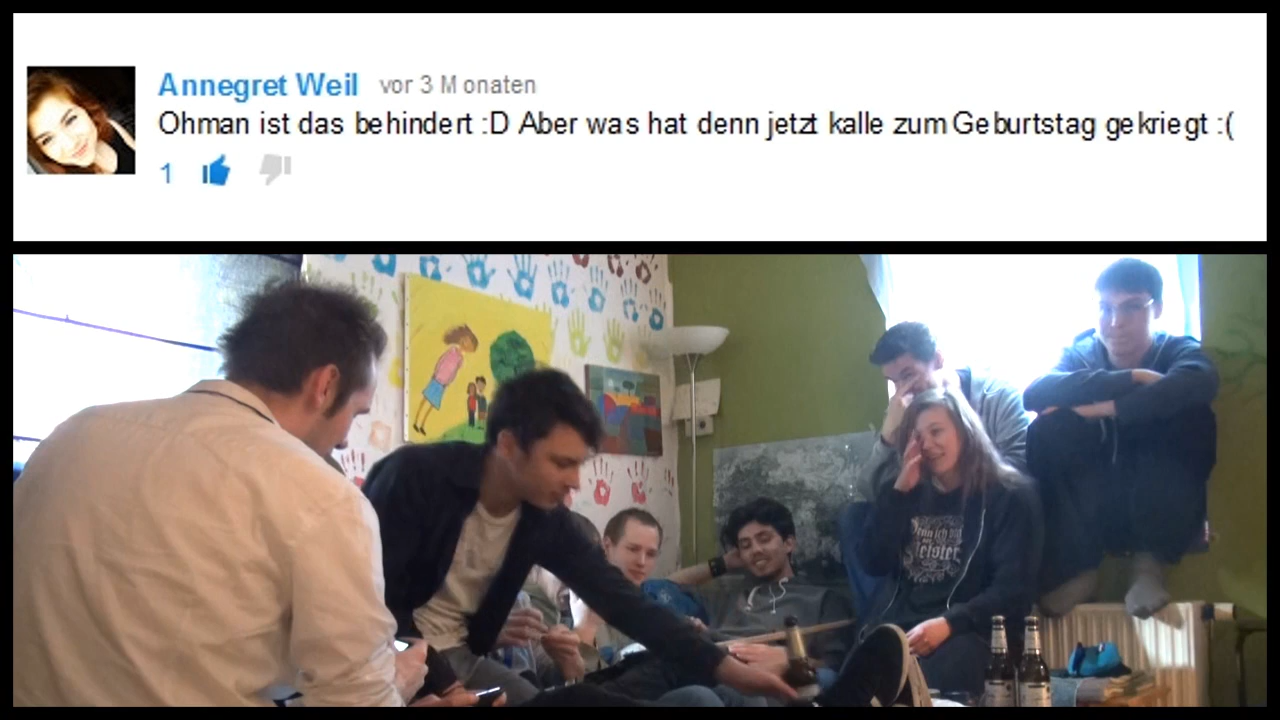 Annegret Weil vor 3 Monaten
Ohman ist das behindert :D Aber was hat denn jetzt kalle zum Geburtstag gekriegt :(
1